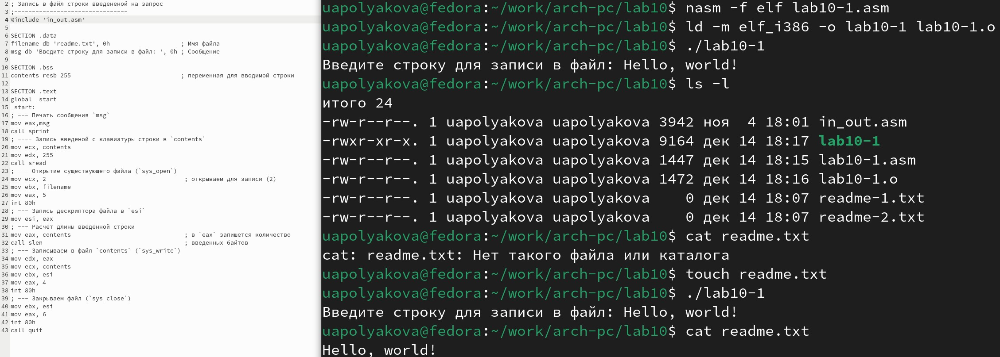 2 ; Запись в файл строки введененой на запрос
3 ;--------------------------------
4 %include 'in_out.asm'
5
6 SECTION .data
7 filename db 'readme.txt', 0h ; Имя файла
8 msg db 'Введите строку для записи в файл: ', 0h ; Сообщение
9
10 SECTION .bss
11 contents resb 255 ; переменная для вводимой строки
12
13 SECTION .text
14 global _start
15 _start:
16 ; --- Печать сообщения `msg`
17 mov eax,msg
18 call sprint
19 ; ---- Запись введеной с клавиатуры строки в `contents`
20 mov ecx, contents
21 mov edx, 255
22 call sread
23 ; --- Открытие существующего файла (`sys_open`)
24 mov ecx, 2 ; открываем для записи (2)
25 mov ebx, filename
26 mov eax, 5
27 int 80h
28 ; --- Запись дескриптора файла в `esi`
29 mov esi, eax
30 ; --- Расчет длины введенной строки
31 mov eax, contents ; в `eax` запишется количество
32 call slen ; введенных байтов
33 ; --- Записываем в файл `contents` (`sys_write`)
34 mov edx, eax
35 mov ecx, contents
36 mov ebx, esi
37 mov eax, 4
38 int 80h
39 ; --- Закрываем файл (`sys_close`)
40 mov ebx, esi
41 mov eax, 6
42 int 80h
43 call quit
uapolyakova@fedora:~/work/arch-pc/lab10$ nasm -f elf lab10-1.asm
uapolyakova@fedora:~/work/arch-pc/lab10$ ld -m elf_i386 -o lab10-1 lab10-1.o
uapolyakova@fedora:~/work/arch-pc/lab10$ ./lab10-1
Введите строку для записи в файл: Hello, world!
uapolyakova@fedora:~/work/arch-pc/lab10$ ls -l
итого 24
-rw-r--r--. 1 uapolyakova uapolyakova 3942 ноя  4 18:01 in_out.asm
-rwxr-xr-x. 1 uapolyakova uapolyakova 9164 дек 14 18:17 lab10-1
-rw-r--r--. 1 uapolyakova uapolyakova 1447 дек 14 18:15 lab10-1.asm
-rw-r--r--. 1 uapolyakova uapolyakova 1472 дек 14 18:16 lab10-1.o
-rw-r--r--. 1 uapolyakova uapolyakova    0 дек 14 18:07 readme-1.txt
-rw-r--r--. 1 uapolyakova uapolyakova    0 дек 14 18:07 readme-2.txt
uapolyakova@fedora:~/work/arch-pc/lab10$ cat readme.txt
cat: readme.txt: Нет такого файла или каталога
uapolyakova@fedora:~/work/arch-pc/lab10$ touch readme.txt
uapolyakova@fedora:~/work/arch-pc/lab10$ ./lab10-1
Введите строку для записи в файл: Hello, world!
uapolyakova@fedora:~/work/arch-pc/lab10$ cat readme.txt
Hello, world!